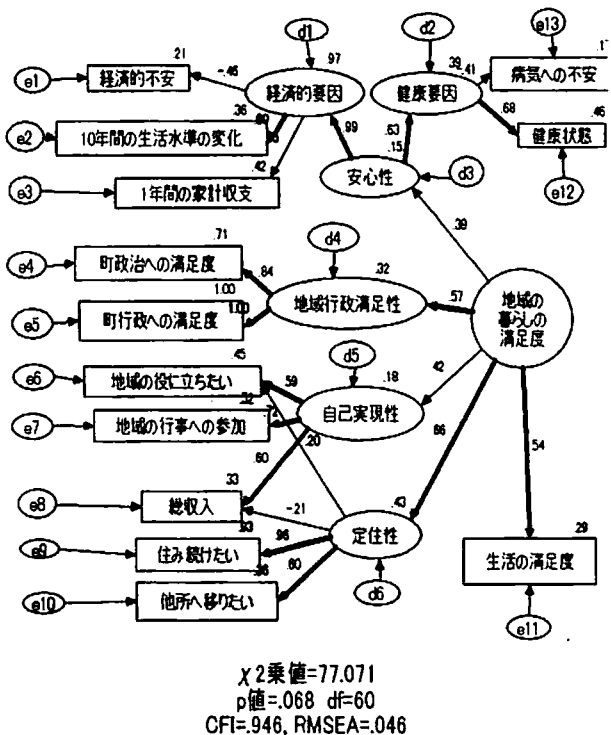 d1
d2
e13
.21
.97
.39
.41
e1
経済的不安
-.46
経済的要因
健康要因
病気への不安
.36
.68
.46
e2
10年間の生活水準の変化
.99
.63
健康状態
.42
.15
安心性
d3
e12
e3
1年間の家計収支
.39
.71
d4
e4
町政治への満足度
.84
.32
1.00
地域行政満足性
.57
地域の
暮らしの
満足度
e5
町行政への満足度
1.00
.45
d5
e6
地域の役に立ちたい
.59
.18
.42
自己実現性
e7
地域の行事への参加
.20
.66
.54
.60
.33
.43
e8
総収入
-.21
.29
定住性
e9
住み続けたい
.96
生活の満足度
.60
e10
他所へ移りたい
d6
e11
χ2乗値=77.071
p値=.068 df=60
CFI=.946, RMSEA=.046